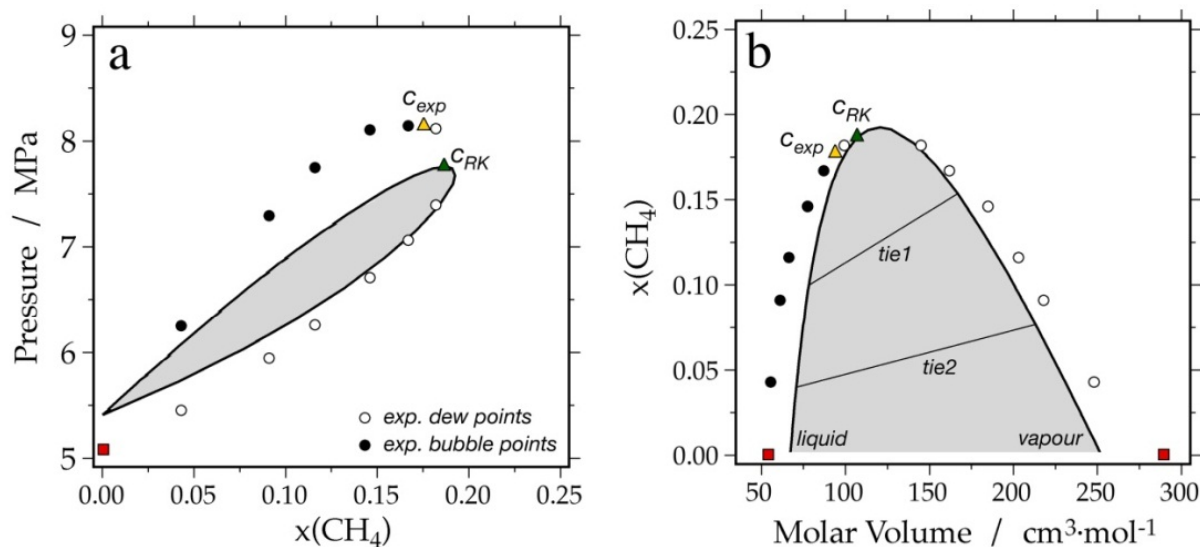 a
9
8
7
6
5
Pressure / MPa
0.00 0.05 0.10 0.15 0.20 0.25
x(CH₄)
c_exp
c_RK
○ exp. dew points
● exp. bubble points
b
0.25
0.20
0.15
0.10
0.05
0.00
x(CH₄)
50 100 150 200 250 300
Molar Volume / cm³·mol⁻¹
c_RK
c_exp
tie1
tie2
liquid
vapour